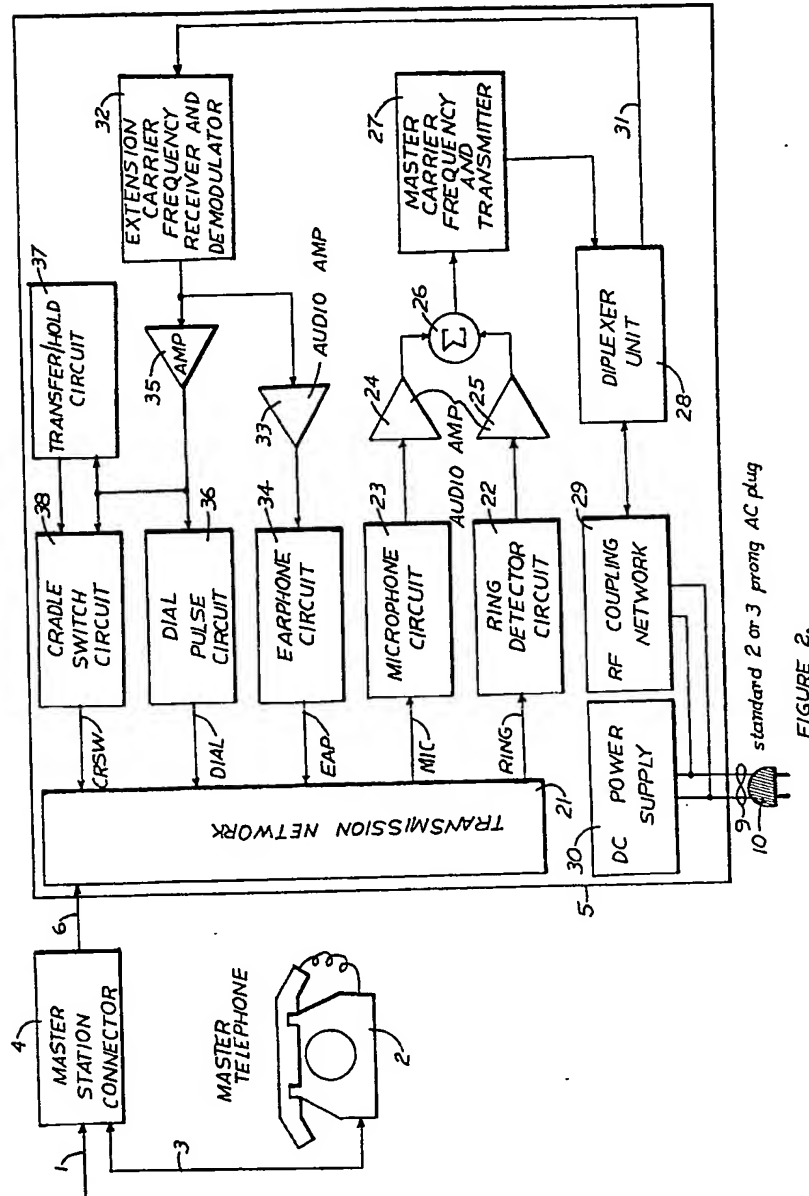 1
4
MASTER
STATION
CONNECTOR
6
3
MASTER
TELEPHONE
2
5
TRANSMISSION NETWORK
21
CRSW
DIAL
EAP
MIC
RING
38
CRADLE
SWITCH
CIRCUIT
37
TRANSFER/HOLD
CIRCUIT
36
DIAL
PULSE
CIRCUIT
35
AMP
34
EARPHONE
CIRCUIT
33
AUDIO AMP
32
EXTENSION
CARRIER
FREQUENCY
RECEIVER AND
DEMODULATOR
23
MICROPHONE
CIRCUIT
24
AUDIO AMP
25
22
RING
DETECTOR
CIRCUIT
26
Σ
27
MASTER
CARRIER
FREQUENCY
AND
TRANSMITTER
31
28
DIPLEXER
UNIT
29
RF COUPLING
NETWORK
30
DC POWER
SUPPLY
9
10
standard 2 or 3 prong AC plug
FIGURE 2.